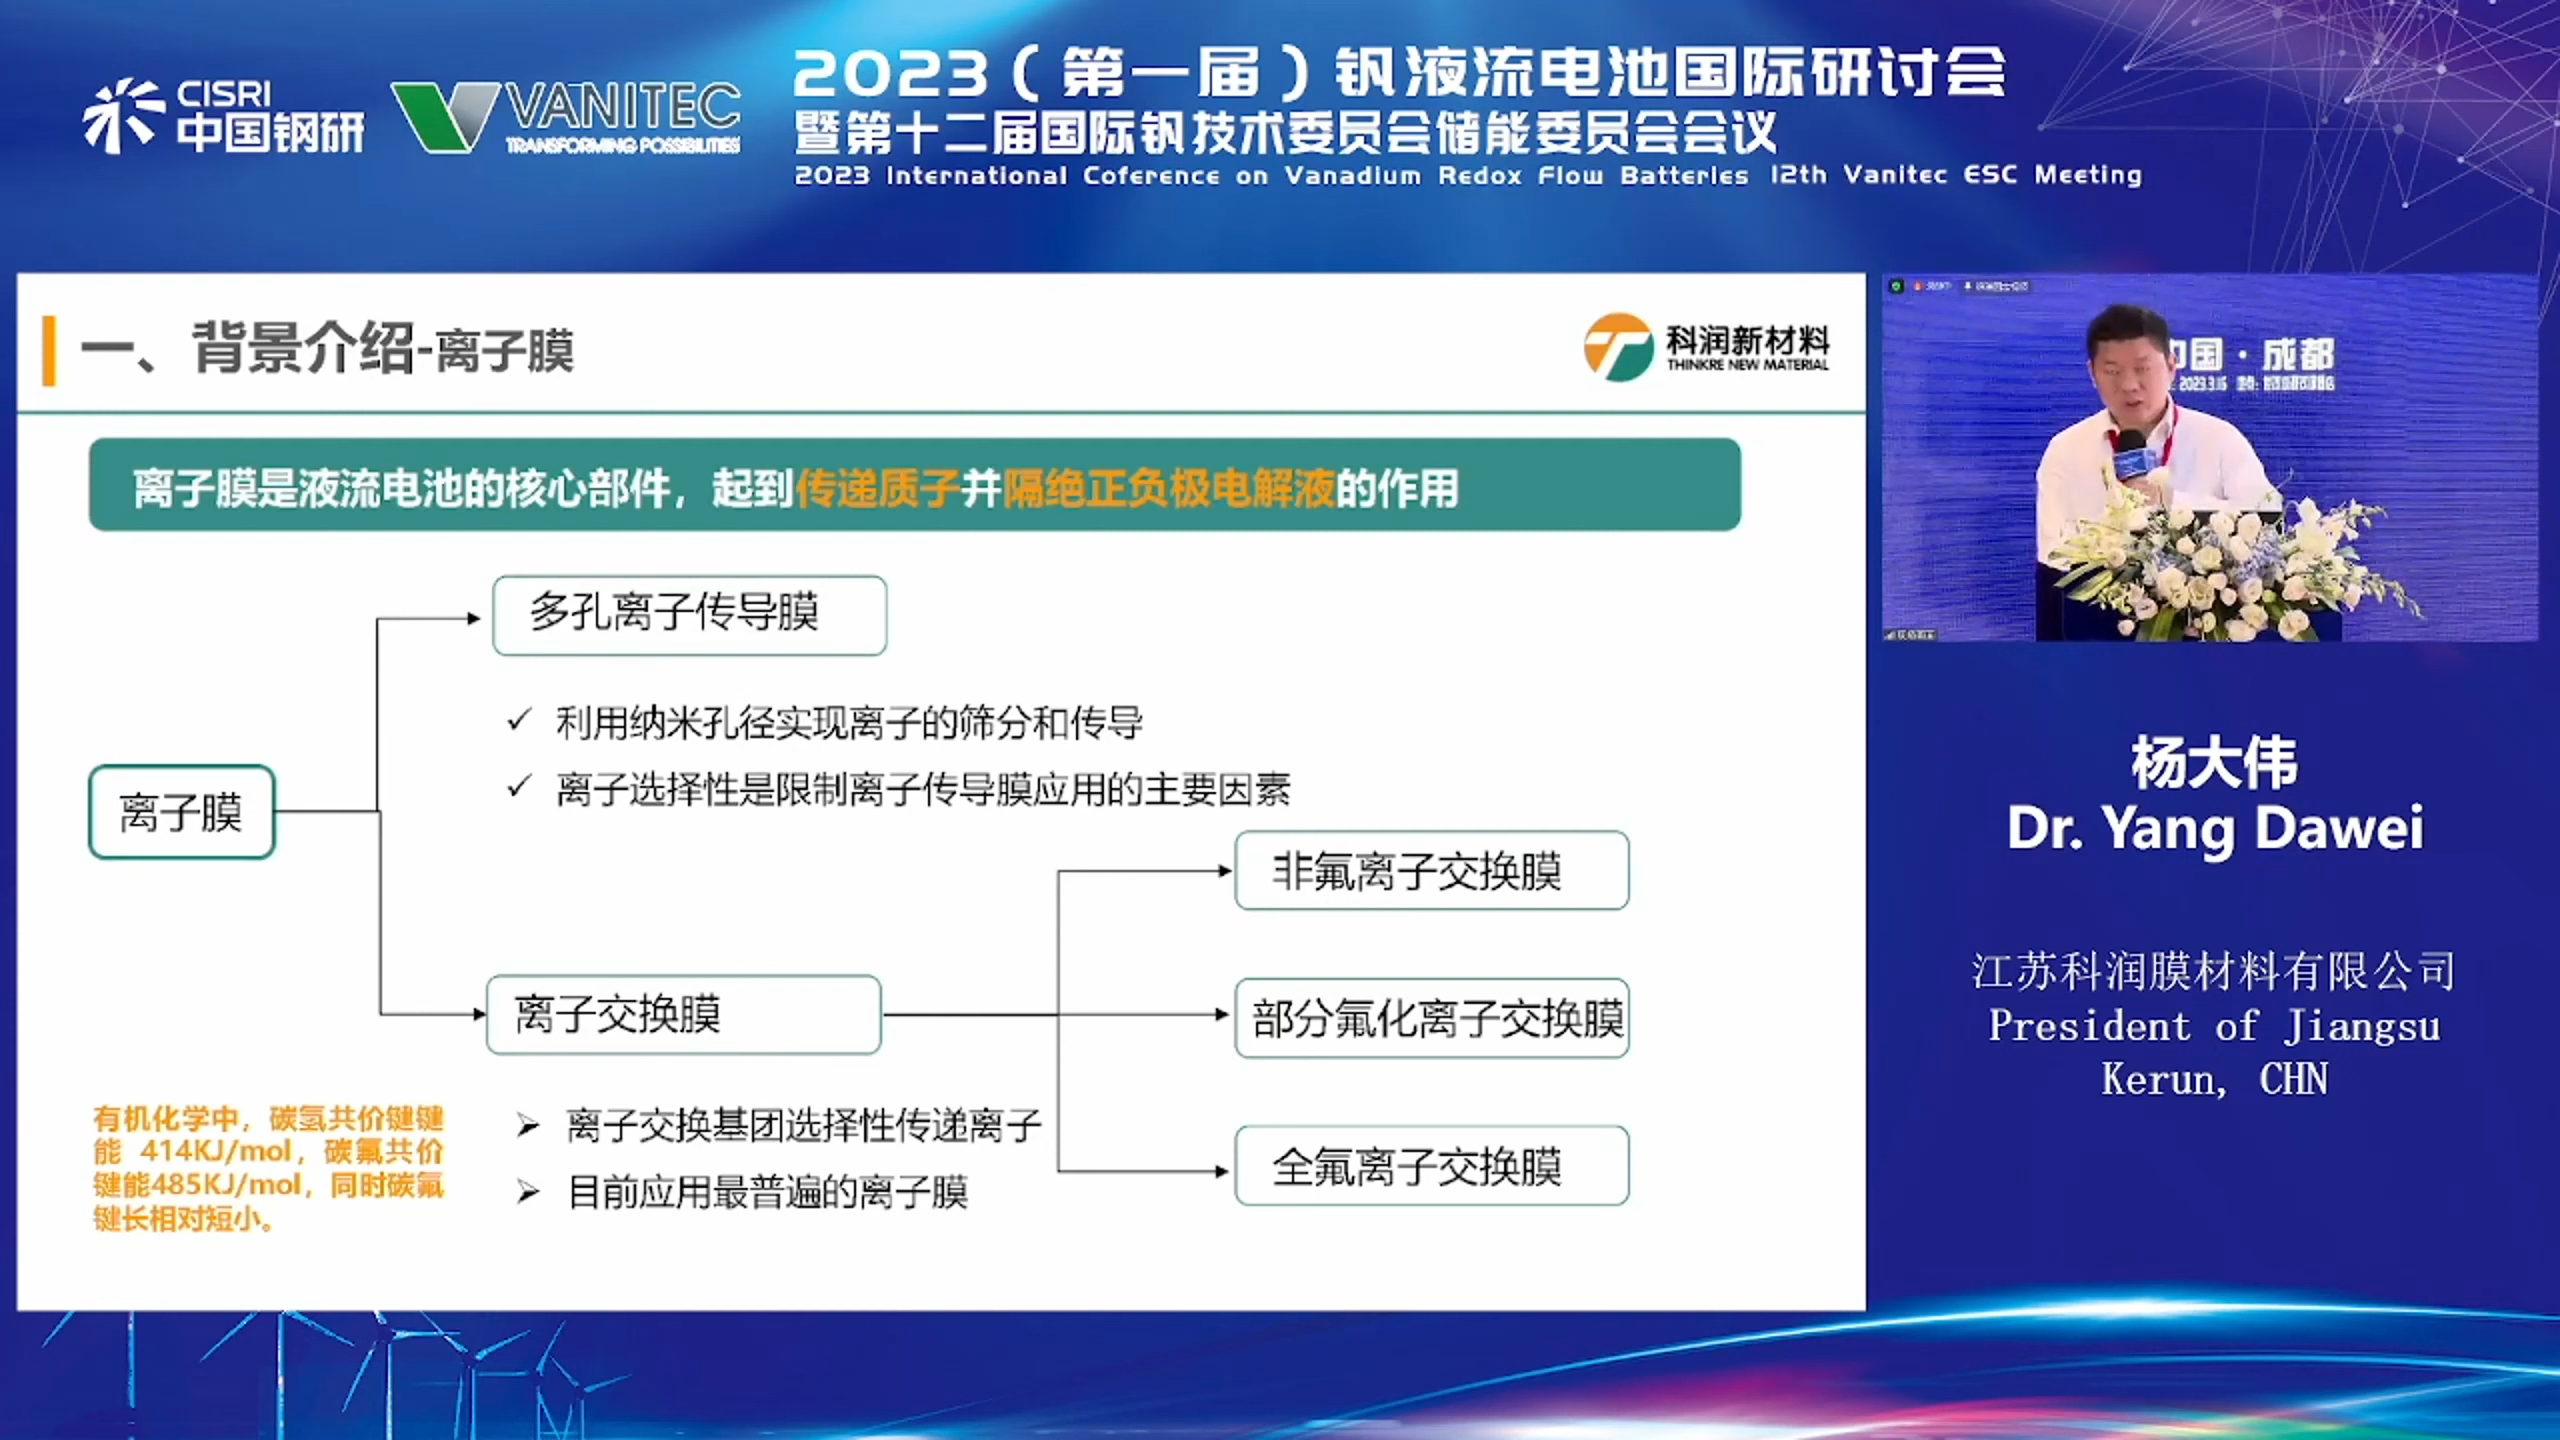 CISRI
中国钢研
VANITEC
TRANSFORMING POSSIBILITIES
2023（第一届）钒液流电池国际研讨会
暨第十二届国际钒技术委员会储能委员会会议
2023 International Coference on Vanadium Redox Flow Batteries 12th Vanitec ESC Meeting
一、背景介绍-离子膜
科润新材料
THINKRE NEW MATERIAL
离子膜是液流电池的核心部件，起到传递质子并隔绝正负极电解液的作用
多孔离子传导膜
✓ 利用纳米孔径实现离子的筛分和传导
✓ 离子选择性是限制离子传导膜应用的主要因素
离子膜
非氟离子交换膜
离子交换膜
部分氟化离子交换膜
全氟离子交换膜
➢ 离子交换基团选择性传递离子
➢ 目前应用最普遍的离子膜
有机化学中，碳氢共价键键
能 414KJ/mol，碳氟共价
键能485KJ/mol，同时碳氟
键长相对短小。
国·成都
2023.3.16
杨大伟
Dr. Yang Dawei
江苏科润膜材料有限公司
President of Jiangsu
Kerun, CHN